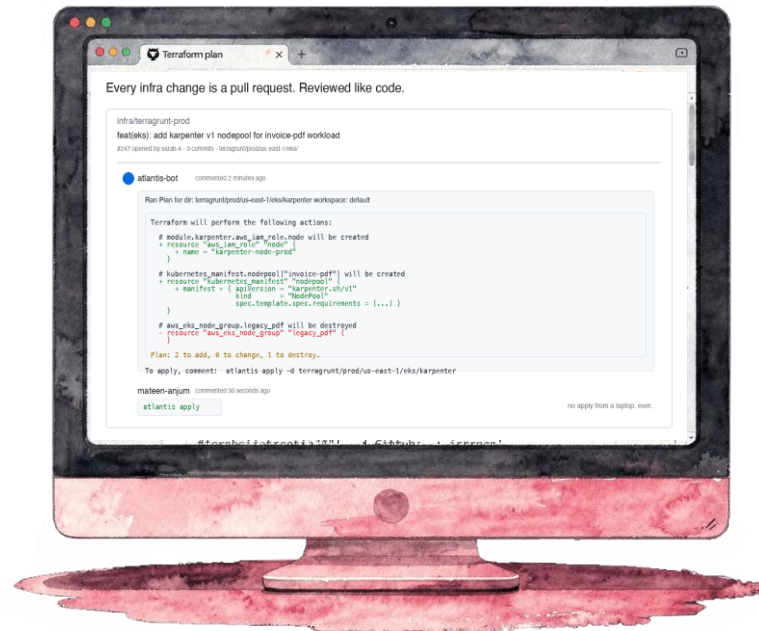 Terraform plan
Every infra change is a pull request. Reviewed like code.
infra/terragrunt-prod
feat(eks): add karpenter v1 nodepool for invoice-pdf workload
#247 opened by sarah-k · 3 commits · terragrunt/prod/us-east-1/eks/
atlantis-bot commented 2 minutes ago
Ran Plan for dir: terragrunt/prod/us-east-1/eks/karpenter workspace: default
Terraform will perform the following actions:
# module.karpenter.aws_iam_role.node will be created
+ resource "aws_iam_role" "node" {
+ name = "karpenter-node-prod"
}
# kubernetes_manifest.nodepool["invoice-pdf"] will be created
+ resource "kubernetes_manifest" "nodepool" {
+ manifest = { apiVersion = "karpenter.sh/v1"
kind = "NodePool"
spec.template.spec.requirements = [...] }
}
# aws_eks_node_group.legacy_pdf will be destroyed
- resource "aws_eks_node_group" "legacy_pdf" {
}
Plan: 2 to add, 0 to change, 1 to destroy.
To apply, comment: atlantis apply -d terragrunt/prod/us-east-1/eks/karpenter
mateen-anjum commented 30 seconds ago
atlantis apply
no apply from a laptop. ever.